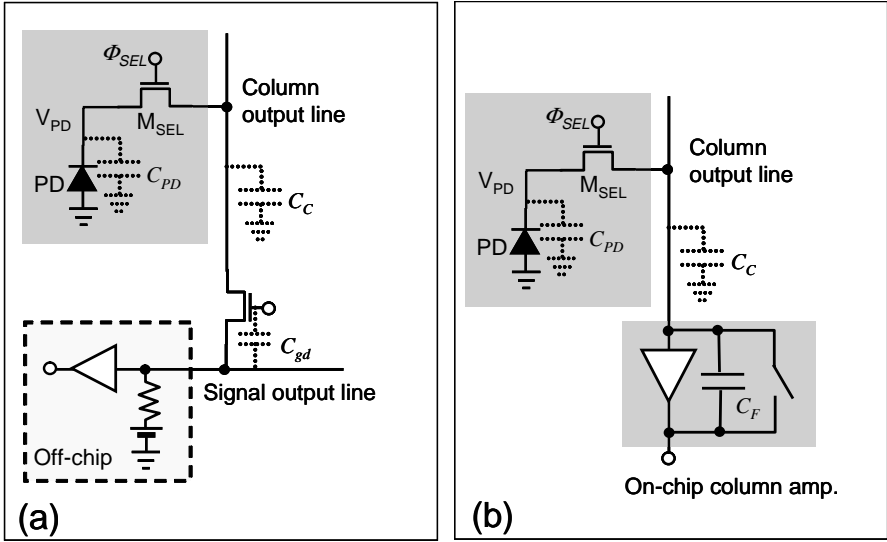 Φ_SEL
Column
output line
V_PD
M_SEL
PD
C_PD
C_C
C_gd
Signal output line
Off-chip
(a)
Φ_SEL
Column
output line
V_PD
M_SEL
PD
C_PD
C_C
C_F
On-chip column amp.
(b)